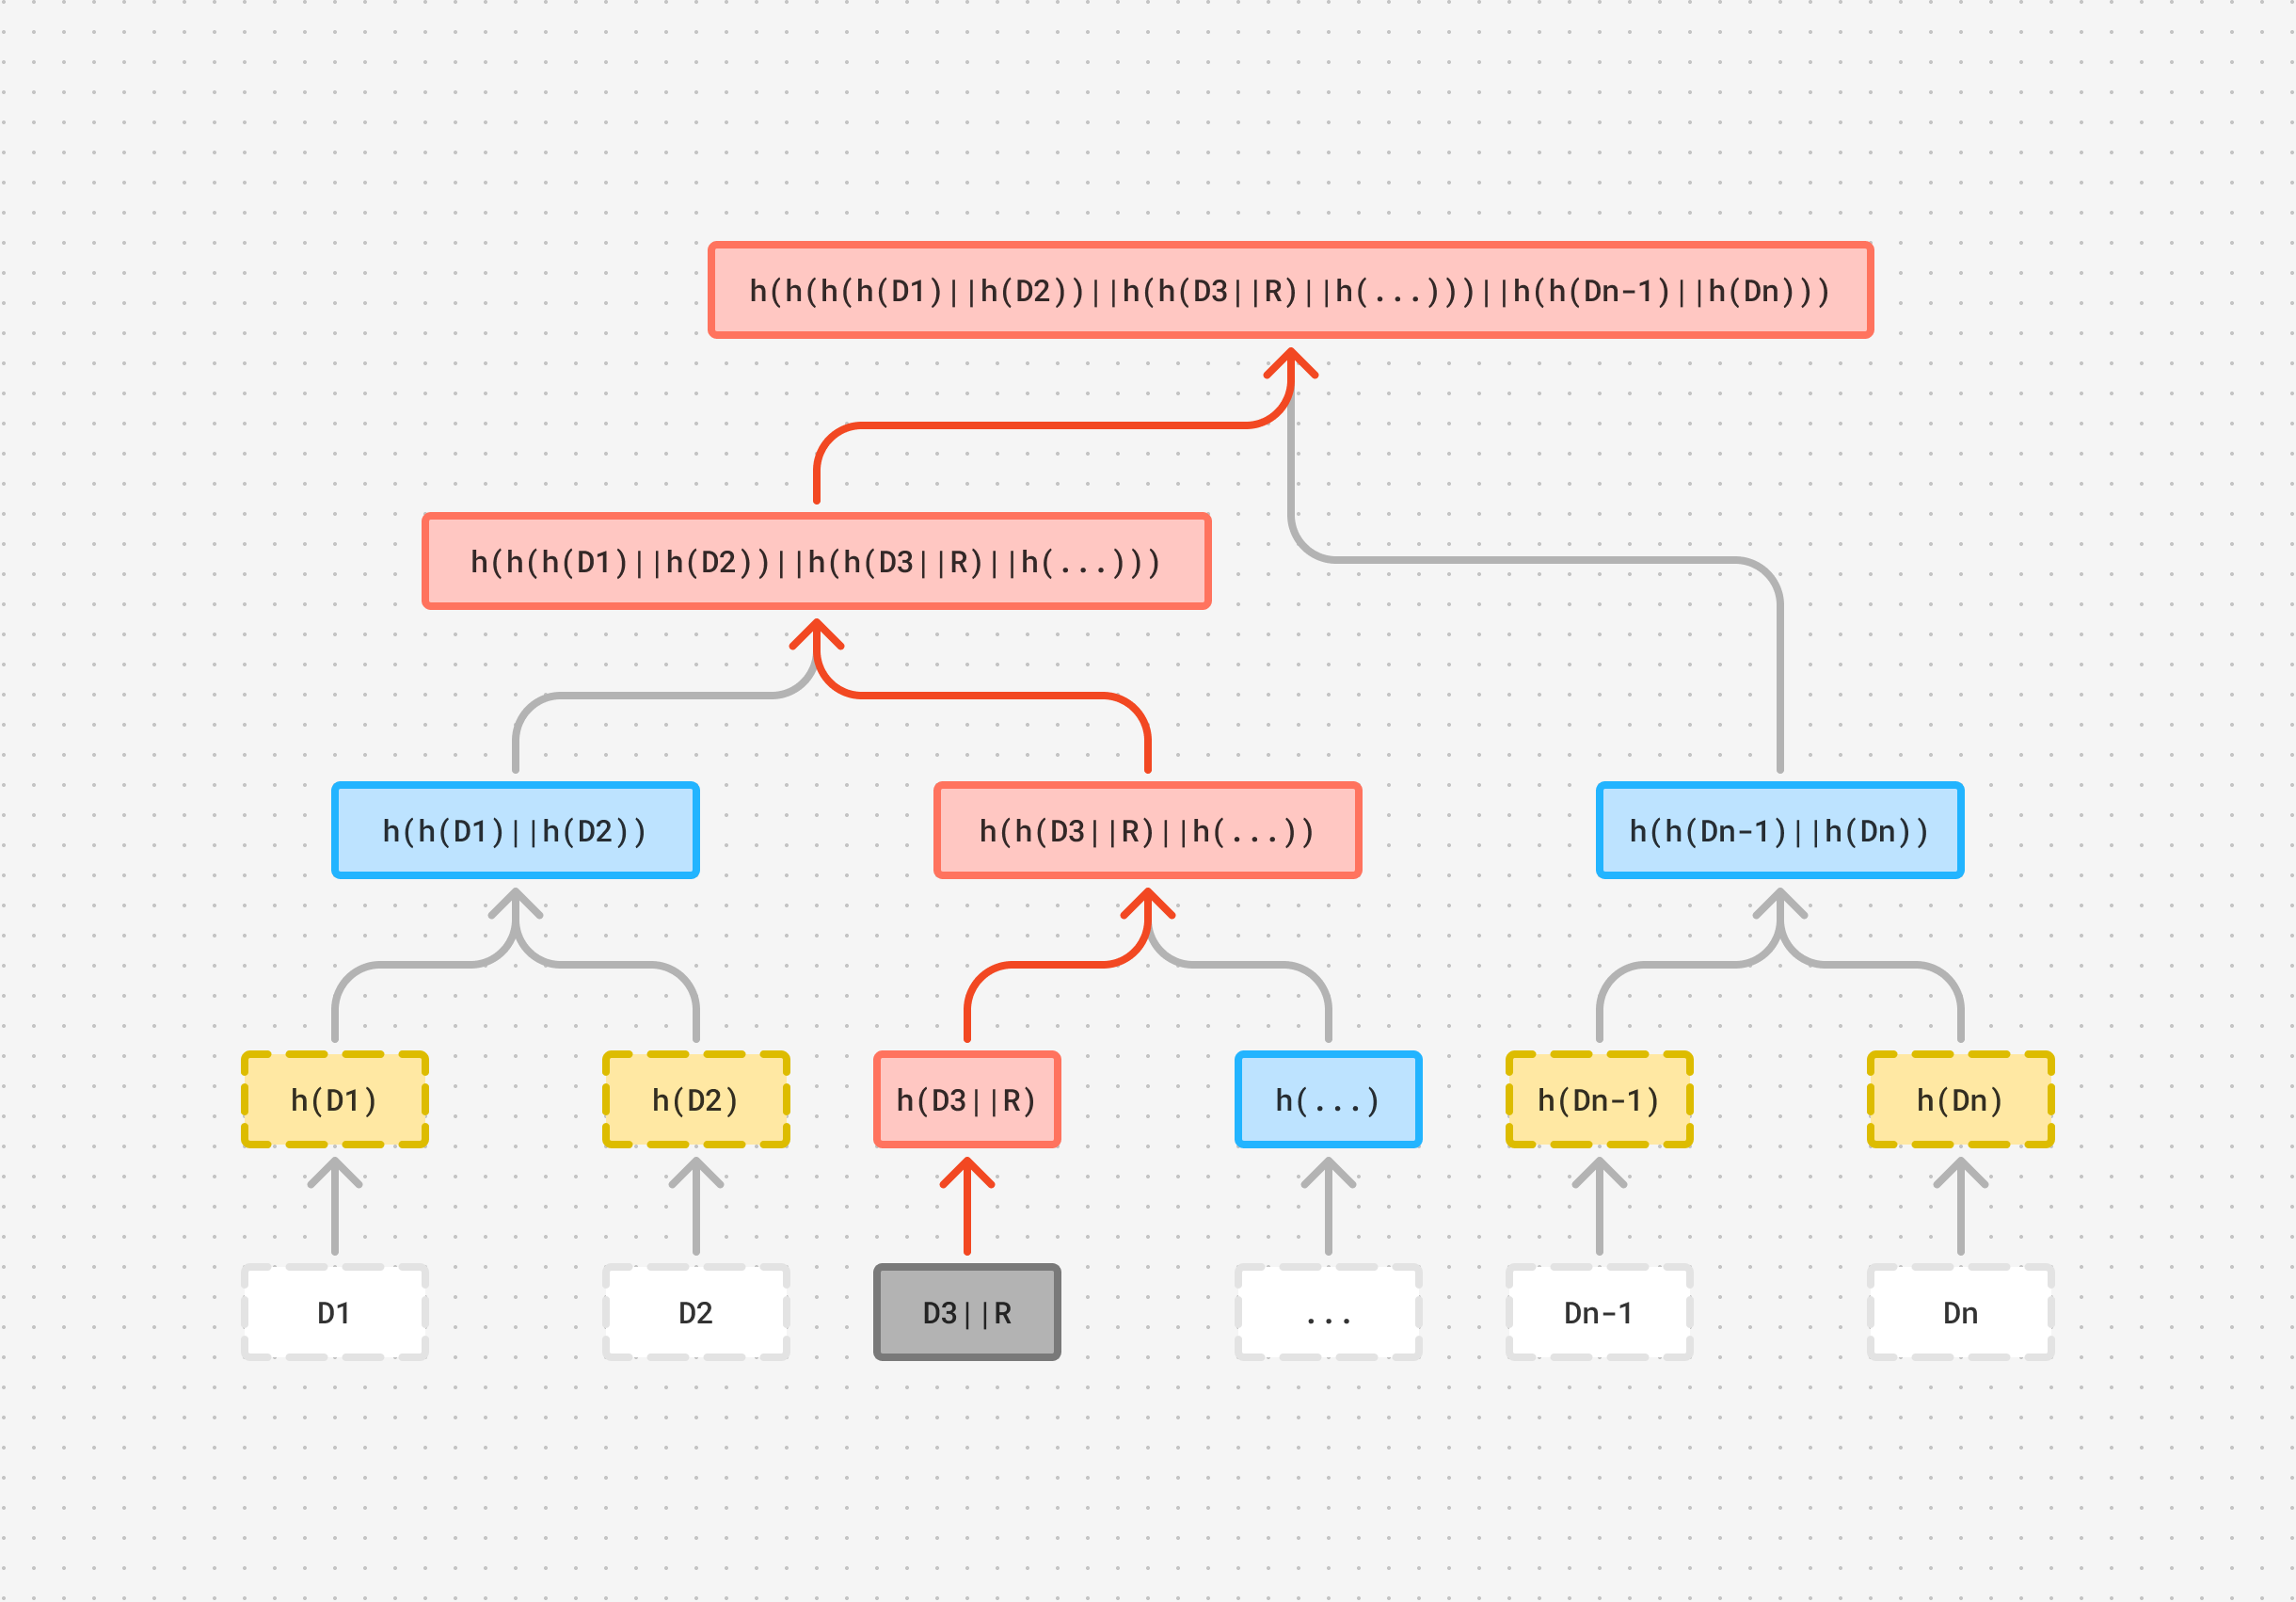 h(h(h(h(D1)||h(D2))||h(h(D3||R)||h(...)))||h(h(Dn-1)||h(Dn)))
h(h(h(D1)||h(D2))||h(h(D3||R)||h(...)))
h(h(D1)||h(D2))
h(h(D3||R)||h(...))
h(h(Dn-1)||h(Dn))
h(D1)
h(D2)
h(D3||R)
h(...)
h(Dn-1)
h(Dn)
D1
D2
D3||R
...
Dn-1
Dn